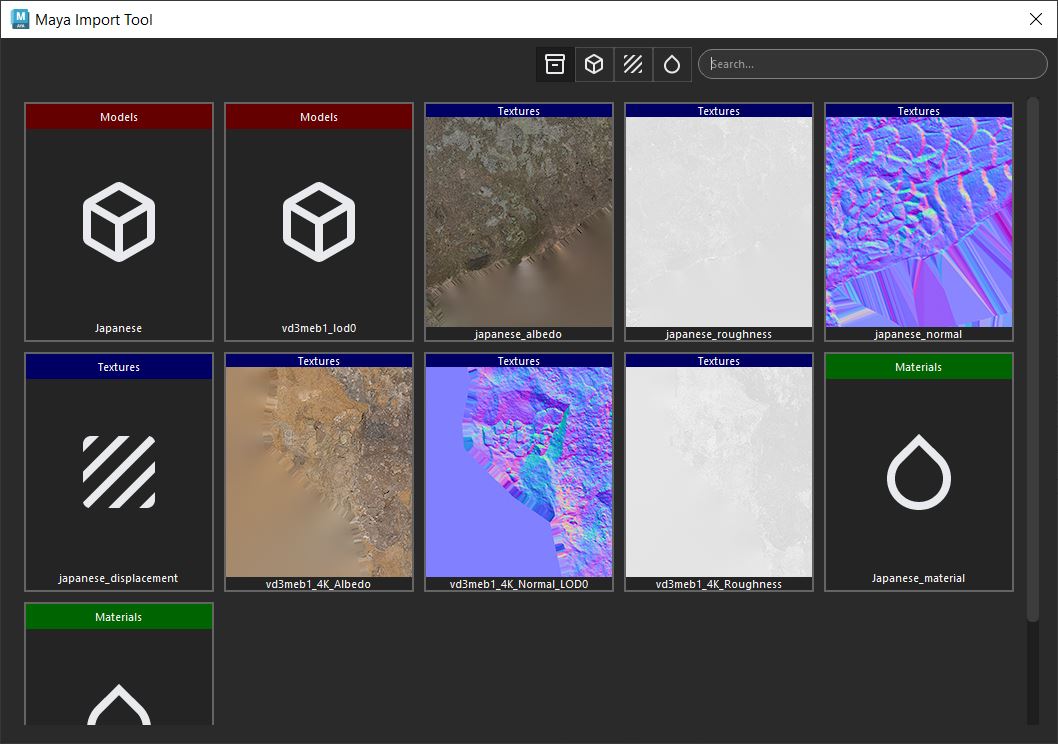 Maya Import Tool
Search...
Models
Models
Textures
Textures
Textures
Japanese
vd3meb1_lod0
japanese_albedo
japanese_roughness
japanese_normal
Textures
Textures
Textures
Textures
Materials
japanese_displacement
vd3meb1_4K_Albedo
vd3meb1_4K_Normal_LOD0
vd3meb1_4K_Roughness
Japanese_material
Materials